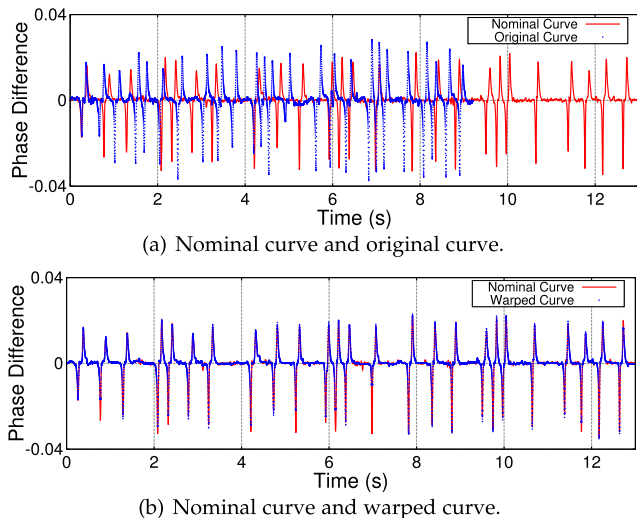 0.04
Nominal Curve
Original Curve
Phase Difference
0
-0.04
0 2 4 6 8 10 12
Time (s)
(a) Nominal curve and original curve.
0.04
Nominal Curve
Warped Curve
Phase Difference
0
-0.04
0 2 4 6 8 10 12
Time (s)
(b) Nominal curve and warped curve.